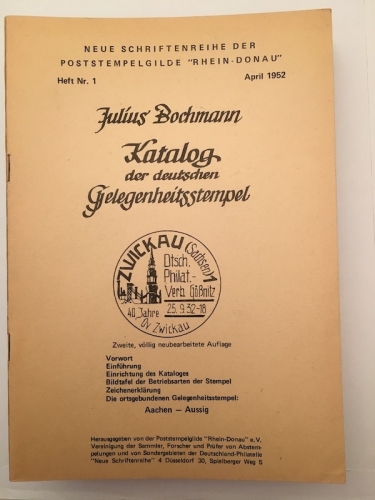 NEUE SCHRIFTENREIHE DER
POSTSTEMPELGILDE "RHEIN-DONAU"
Heft Nr. 1 April 1952
Julius Bochmann
Katalog
der deutschen
Gelegenheitsstempel
ZWICKAU (Sachsen) 1
Dtsch.
Philat.-
Verb. Gößnitz
25.9.32-18
40 Jahre
Ov Zwickau
Zweite, völlig neubearbeitete Auflage
Vorwort
Einführung
Einrichtung des Kataloges
Bildtafel der Betriebsarten der Stempel
Zeichenerklärung
Die ortsgebundenen Gelegenheitsstempel:
Aachen — Aussig
Herausgegeben von der Poststempelgilde "Rhein-Donau" e.V.
Vereinigung der Sammler, Forscher und Prüfer von Abstem-
pelungen und von Sondergebieten der Deutschland-Philatelie
"Neue Schriftenreihe" 4 Düsseldorf 30, Spielberger Weg 5